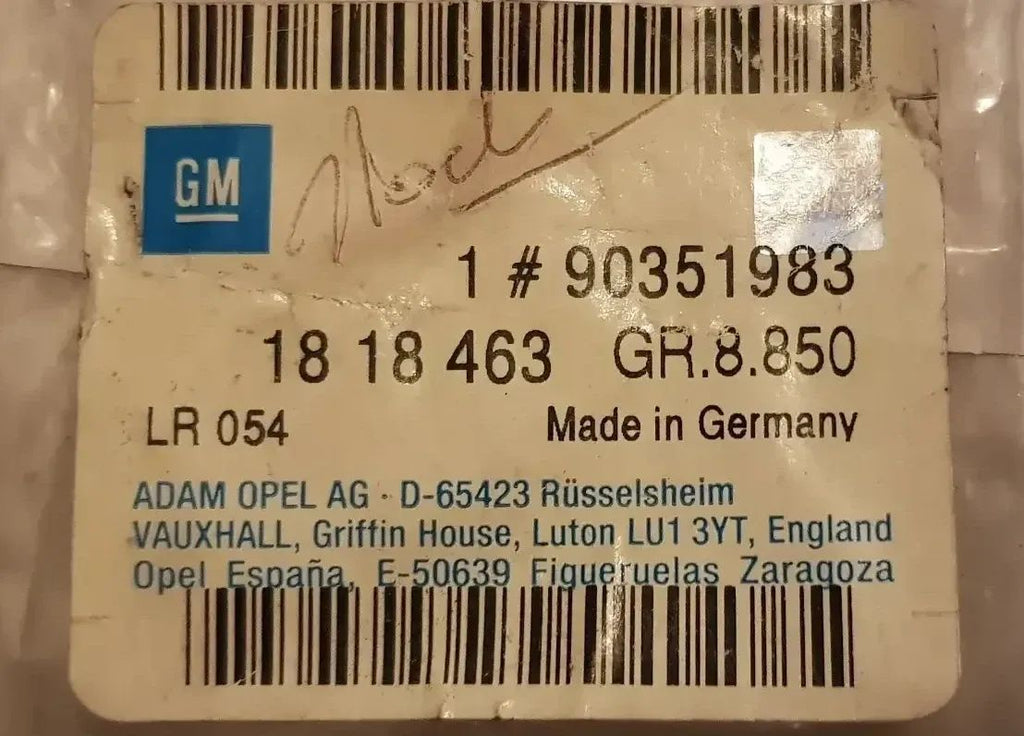 GM
1 # 90351983
18 18 463 GR.8.850
LR 054 Made in Germany
ADAM OPEL AG · D-65423 Rüsselsheim
VAUXHALL, Griffin House, Luton LU1 3YT, England
Opel España, E-50639 Figueruelas Zaragoza